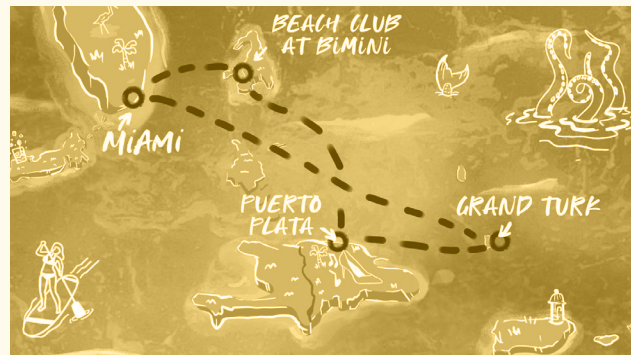 BEACH CLUB
AT BIMINI
MIAMI
PUERTO
PLATA
GRAND TURK